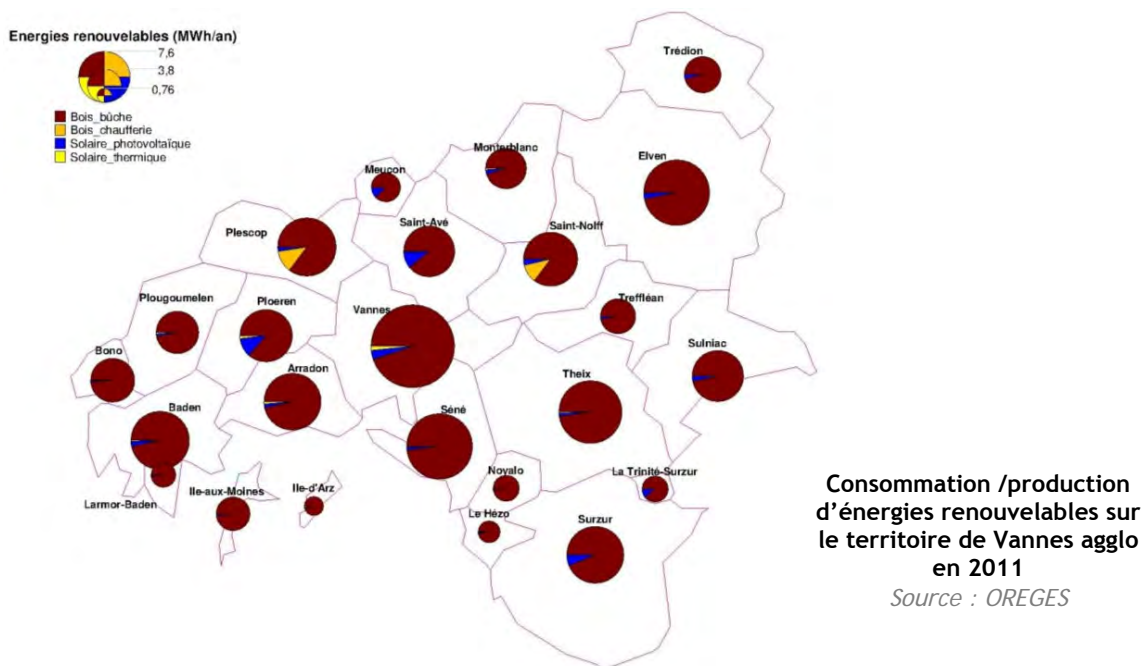 Energies renouvelables (MWh/an)
7,6
3,8
0,76
Bois_bûche
Bois_chaufferie
Solaire_photovoltaïque
Solaire_thermique
Trédion
Monterblanc
Elven
Meucon
Plescop
Saint-Avé
Saint-Nolff
Plougoumelen
Ploeren
Vannes
Treffléan
Bono
Sulniac
Arradon
Theix
Baden
Séné
Novalo
La Trinité-Surzur
Larmor-Baden
Ile-aux-Moines
Ile-d'Arz
Le Hézo
Surzur
Consommation /production
d'énergies renouvelables sur
le territoire de Vannes agglo
en 2011
Source : OREGES